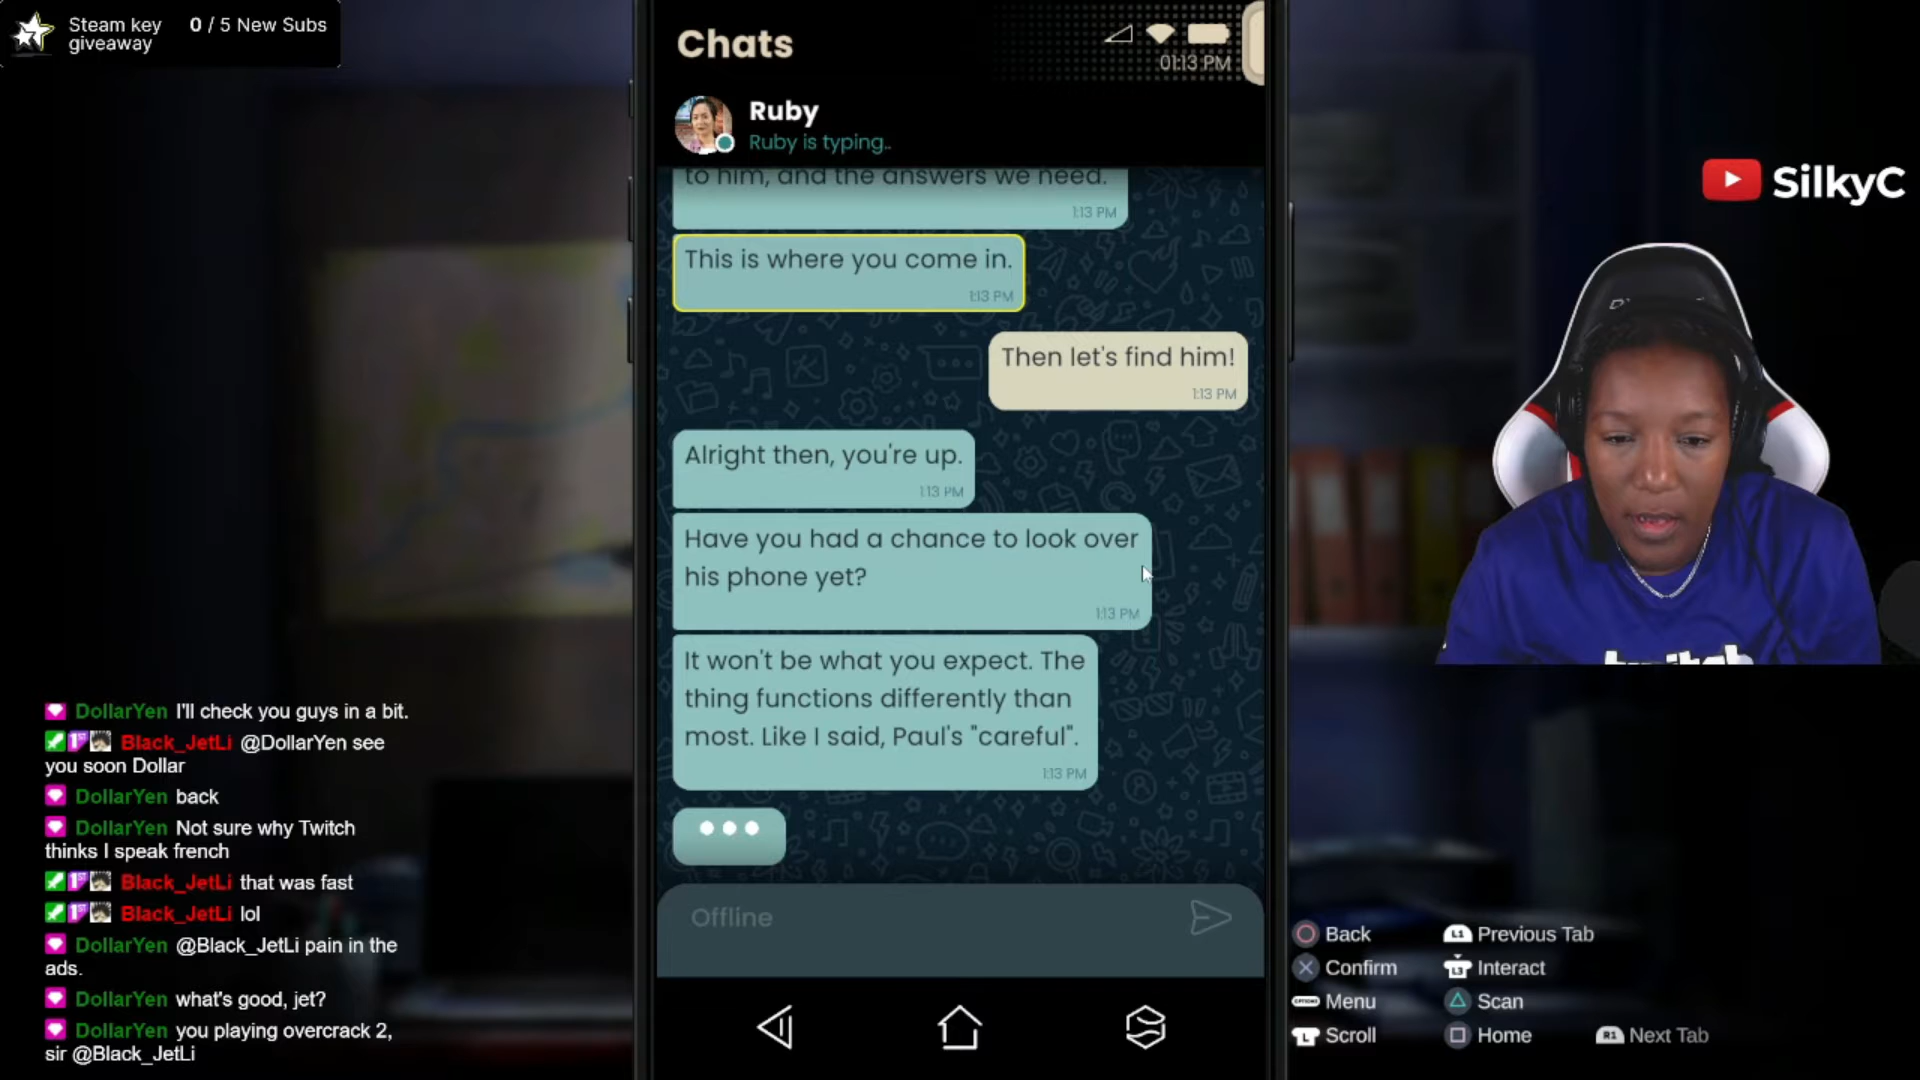 Steam key
giveaway
0 / 5 New Subs
Chats
01:13 PM
Ruby
Ruby is typing..
to him, and the answers we need.
1:13 PM
This is where you come in.
1:13 PM
Then let's find him!
1:13 PM
Alright then, you're up.
1:13 PM
Have you had a chance to look over
his phone yet?
1:13 PM
It won't be what you expect. The
thing functions differently than
most. Like I said, Paul's "careful".
1:13 PM
Offline
SilkyC
twitch
DollarYen I'll check you guys in a bit.
Black_JetLi @DollarYen see
you soon Dollar
DollarYen back
DollarYen Not sure why Twitch
thinks I speak french
Black_JetLi that was fast
Black_JetLi lol
DollarYen @Black_JetLi pain in the
ads.
DollarYen what's good, jet?
DollarYen you playing overcrack 2,
sir @Black_JetLi
Back
L1 Previous Tab
Confirm
L3 Interact
OPTIONS Menu
Scan
L Scroll
Home
R1 Next Tab